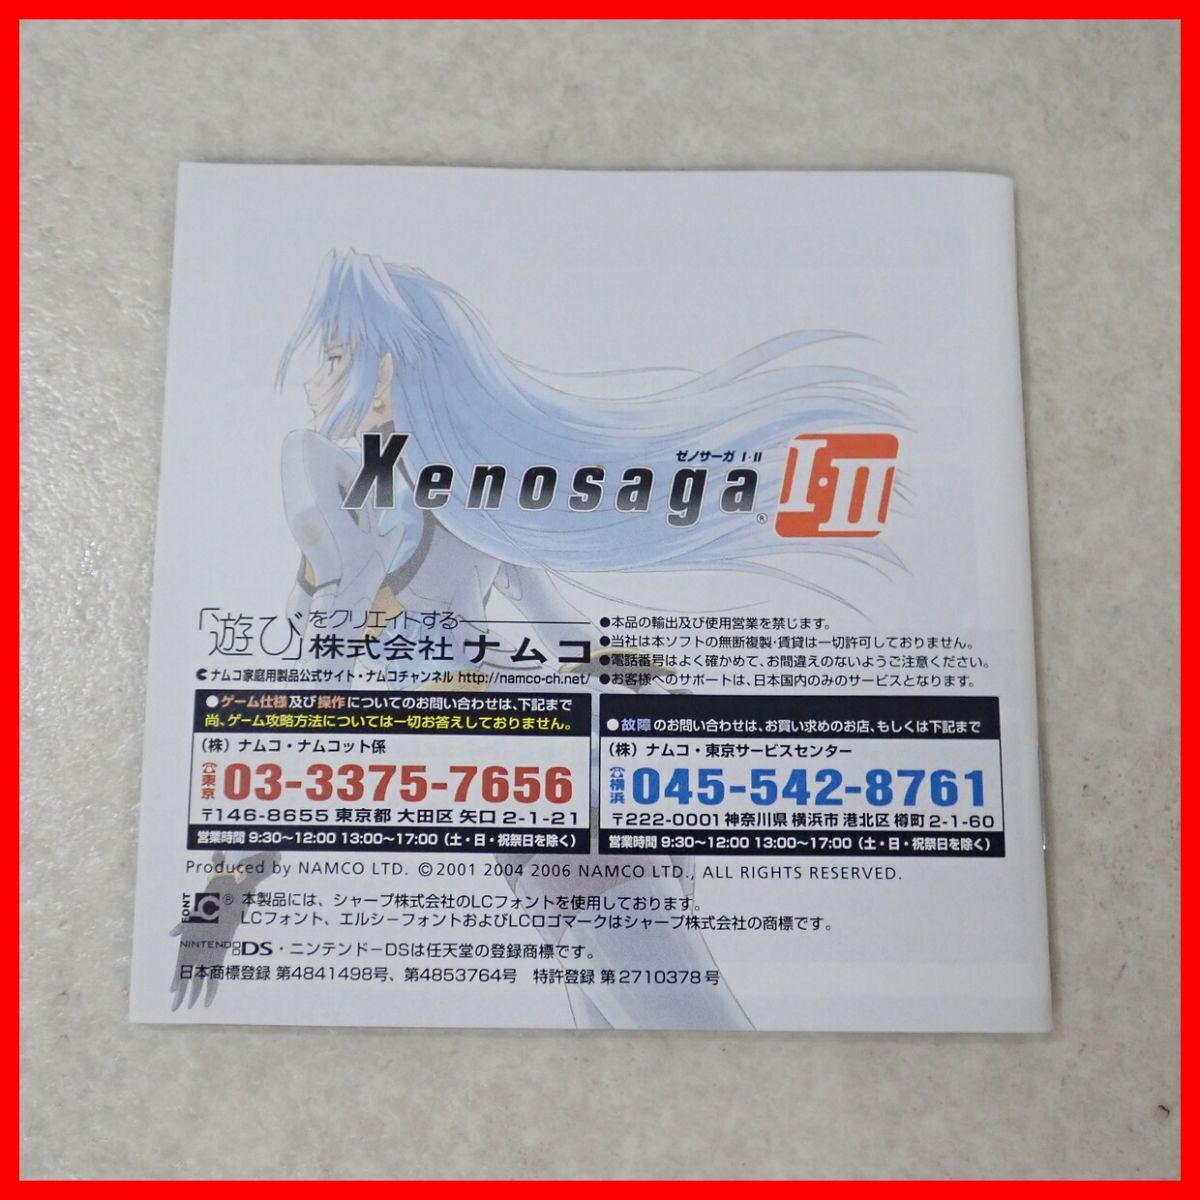 ゼノサーガ I・II
Xenosaga® I・II
「遊び」をクリエイトする
株式会社 ナムコ
ナムコ家庭用製品公式サイト・ナムコチャンネル http://namco-ch.net/
●本品の輸出及び使用営業を禁じます。
●当社は本ソフトの無断複製・賃貸は一切許可しておりません。
●電話番号はよく確かめて、お間違えのないようご注意ください。
●お客様へのサポートは、日本国内のみのサービスとなります。
●ゲーム仕様及び操作についてのお問い合わせは、下記まで
尚、ゲーム攻略方法については一切お答えしておりません。
(株)ナムコ・ナムコット係
☎東京 03-3375-7656
〒146-8655 東京都 大田区 矢口 2-1-21
営業時間 9:30〜12:00 13:00〜17:00(土・日・祝祭日を除く)
●故障のお問い合わせは、お買い求めのお店、もしくは下記まで
(株)ナムコ・東京サービスセンター
☎横浜 045-542-8761
〒222-0001 神奈川県 横浜市 港北区 樽町 2-1-60
営業時間 9:30〜12:00 13:00〜17:00(土・日・祝祭日を除く)
Produced by NAMCO LTD. ©2001 2004 2006 NAMCO LTD., ALL RIGHTS RESERVED.
LC FONT® 本製品には、シャープ株式会社のLCフォントを使用しております。
LCフォント、エルシーフォントおよびLCロゴマークはシャープ株式会社の商標です。
NINTENDO DS・ニンテンドーDSは任天堂の登録商標です。
日本商標登録 第4841498号、第4853764号 特許登録 第2710378号